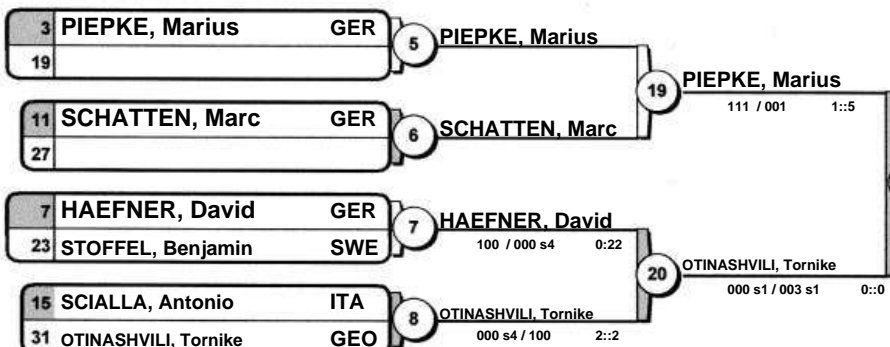 3 PIEPKE, Marius GER
19
5
PIEPKE, Marius
19
PIEPKE, Marius
111 / 001 1::5
11 SCHATTEN, Marc GER
27
6
SCHATTEN, Marc
7 HAEFNER, David GER
23 STOFFEL, Benjamin SWE
7
HAEFNER, David
100 / 000 s4 0:22
20
OTINASHVILI, Tornike
000 s1 / 003 s1 0::0
15 SCIALLA, Antonio ITA
31 OTINASHVILI, Tornike GEO
8
OTINASHVILI, Tornike
000 s4 / 100 2::2